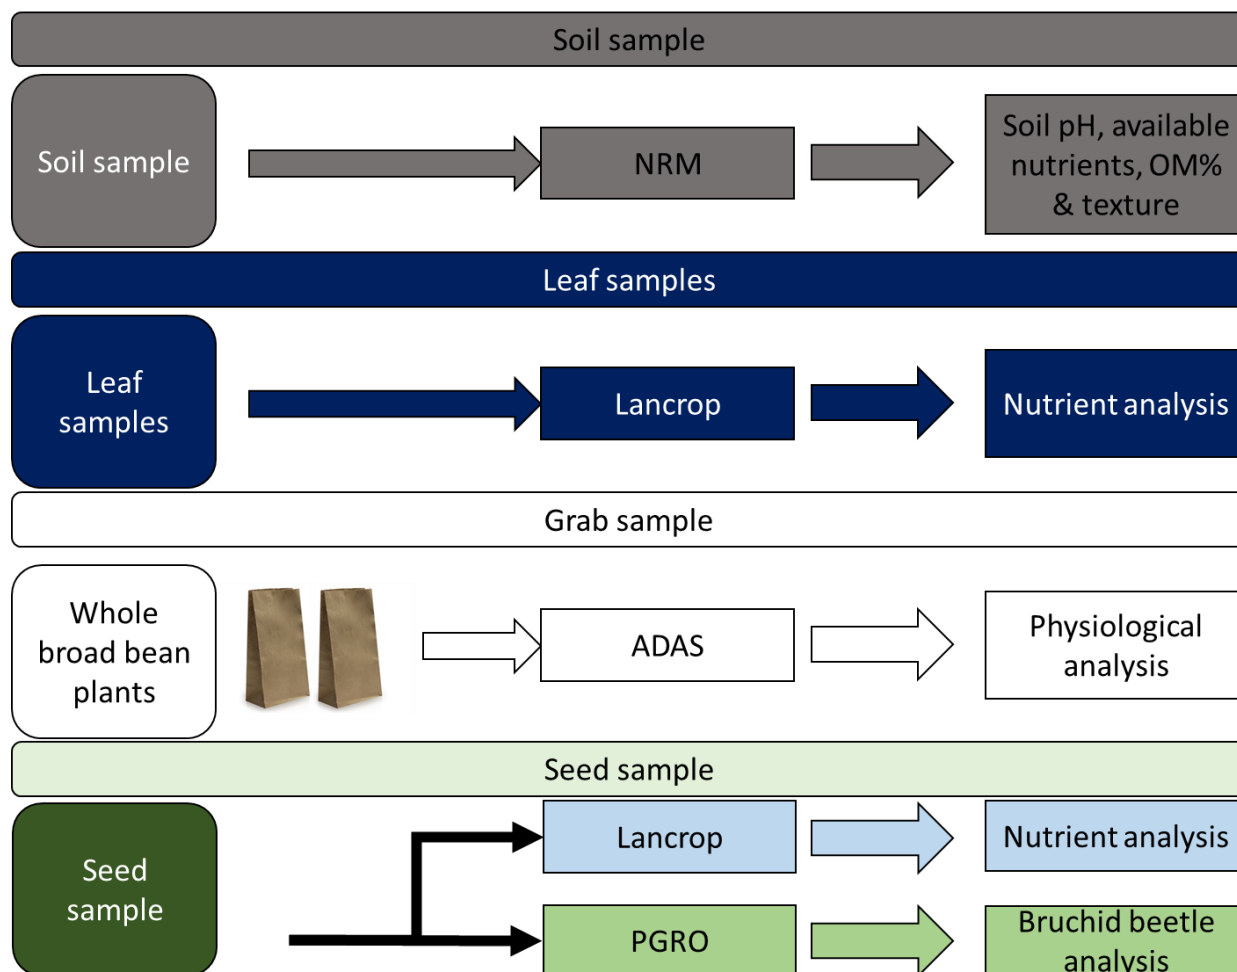 Soil sample
Soil sample
NRM
Soil pH, available
nutrients, OM%
& texture
Leaf samples
Leaf
samples
Lancrop
Nutrient analysis
Grab sample
Whole
broad bean
plants
ADAS
Physiological
analysis
Seed sample
Seed
sample
Lancrop
Nutrient analysis
PGRO
Bruchid beetle
analysis